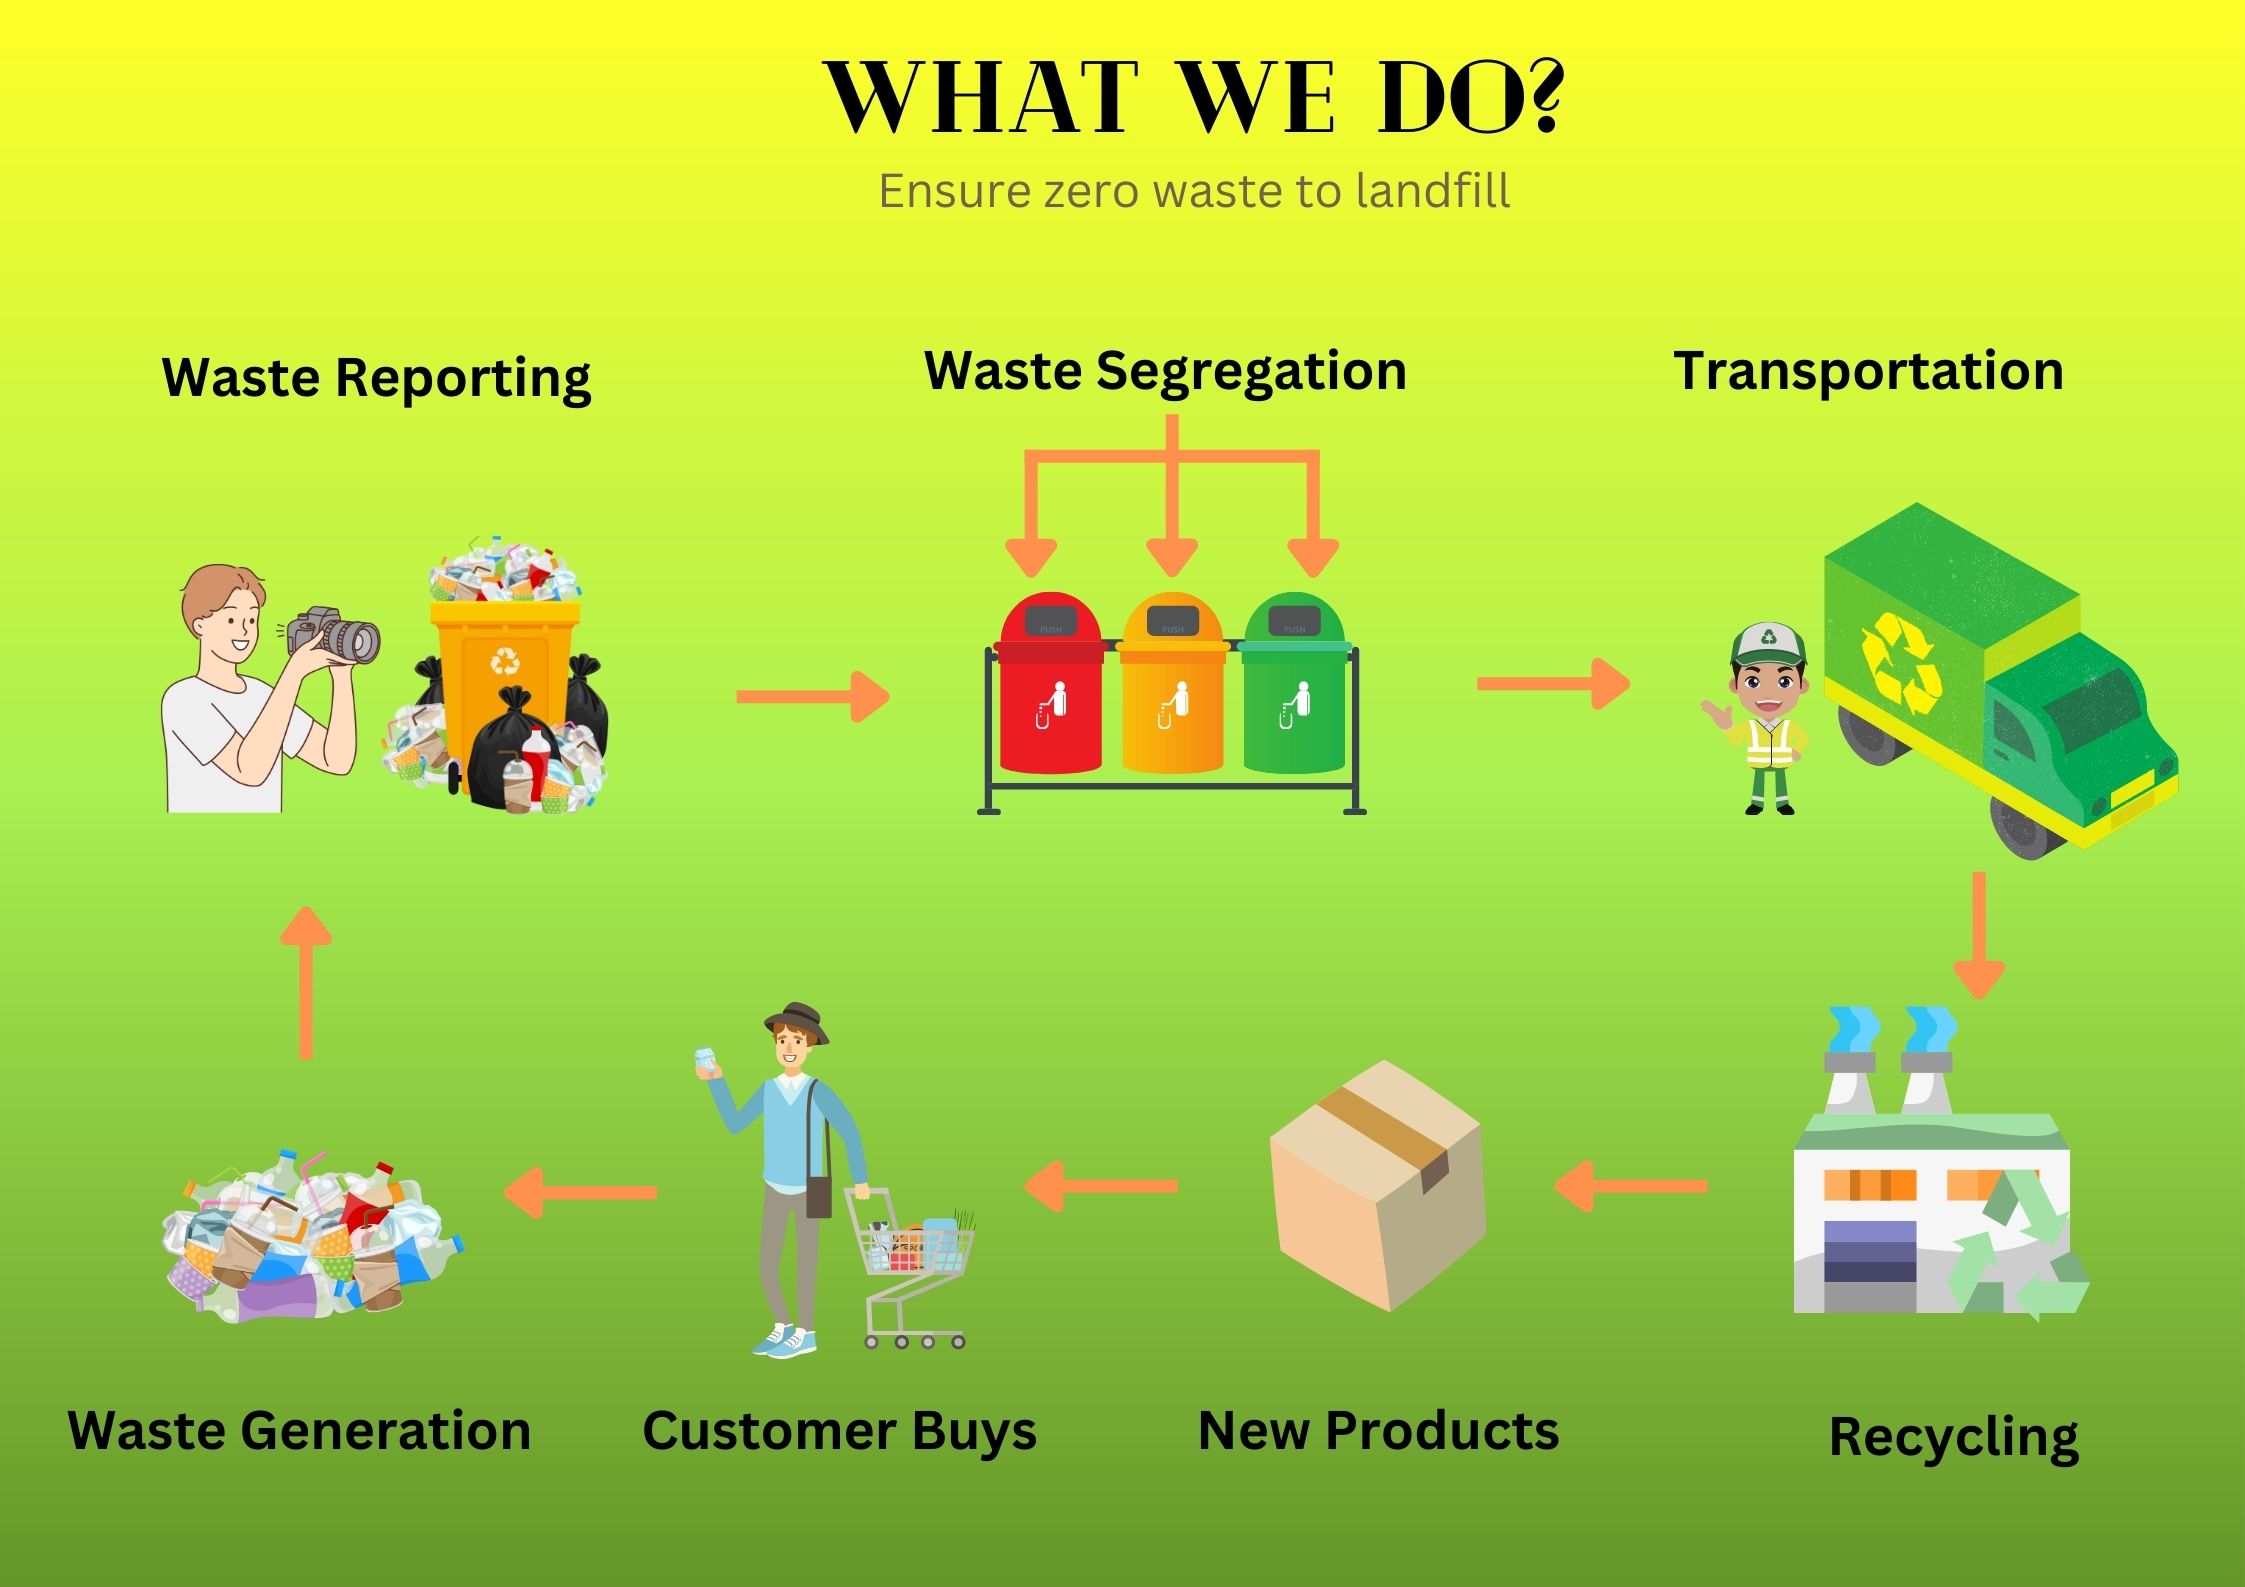 WHAT WE DO?
Ensure zero waste to landfill
Waste Reporting
Waste Segregation
Transportation
PUSH
PUSH
PUSH
Waste Generation
Customer Buys
New Products
Recycling